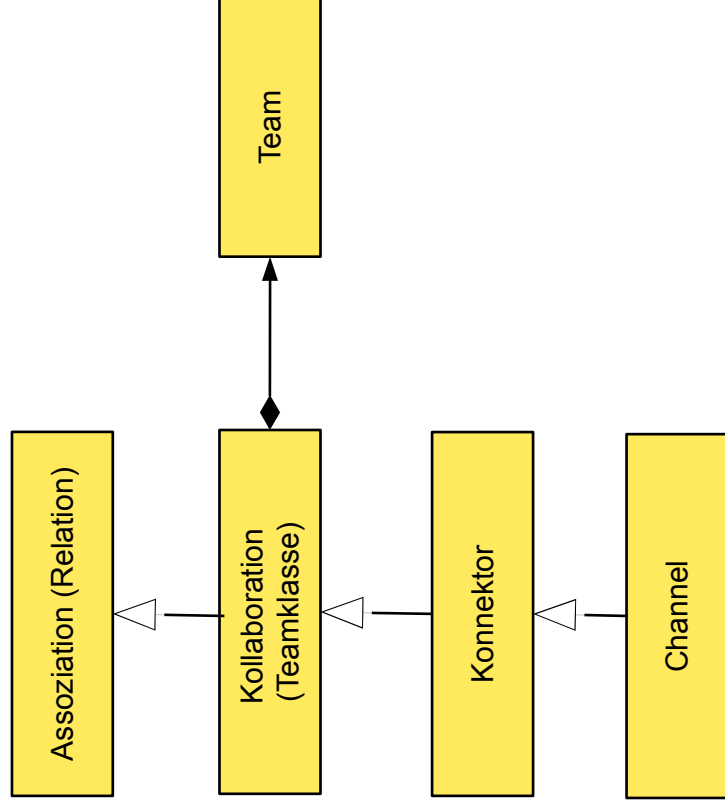 Team
Assoziation (Relation)
Kollaboration
(Teamklasse)
Konnektor
Channel